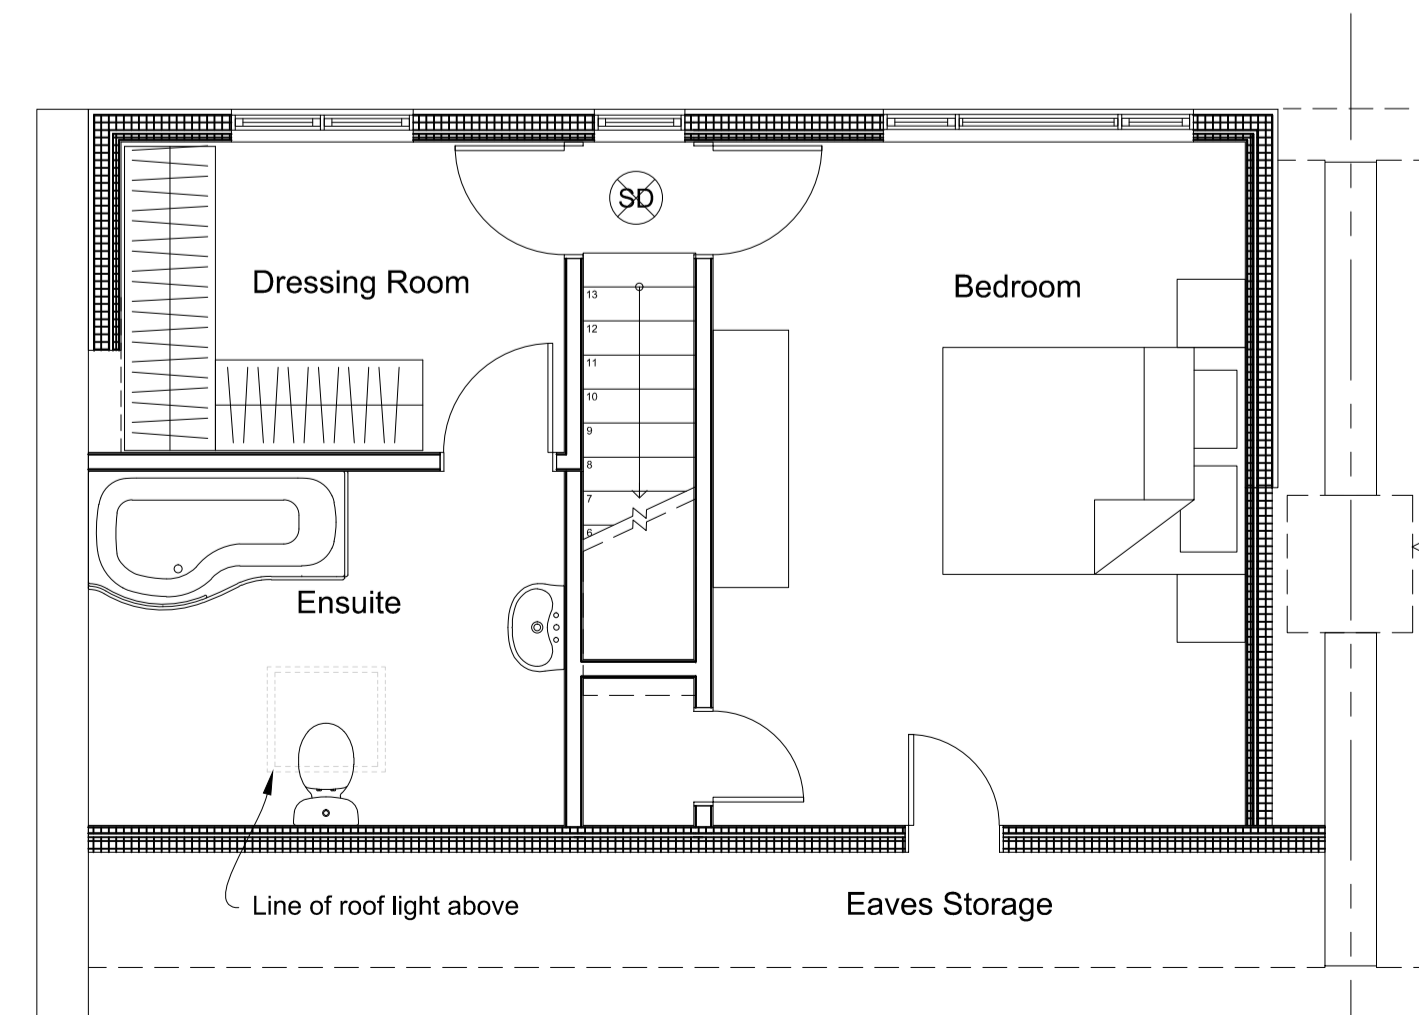 SD
Dressing Room
Bedroom
13
12
11
10
9
8
7
6
Ensuite
Line of roof light above
Eaves Storage